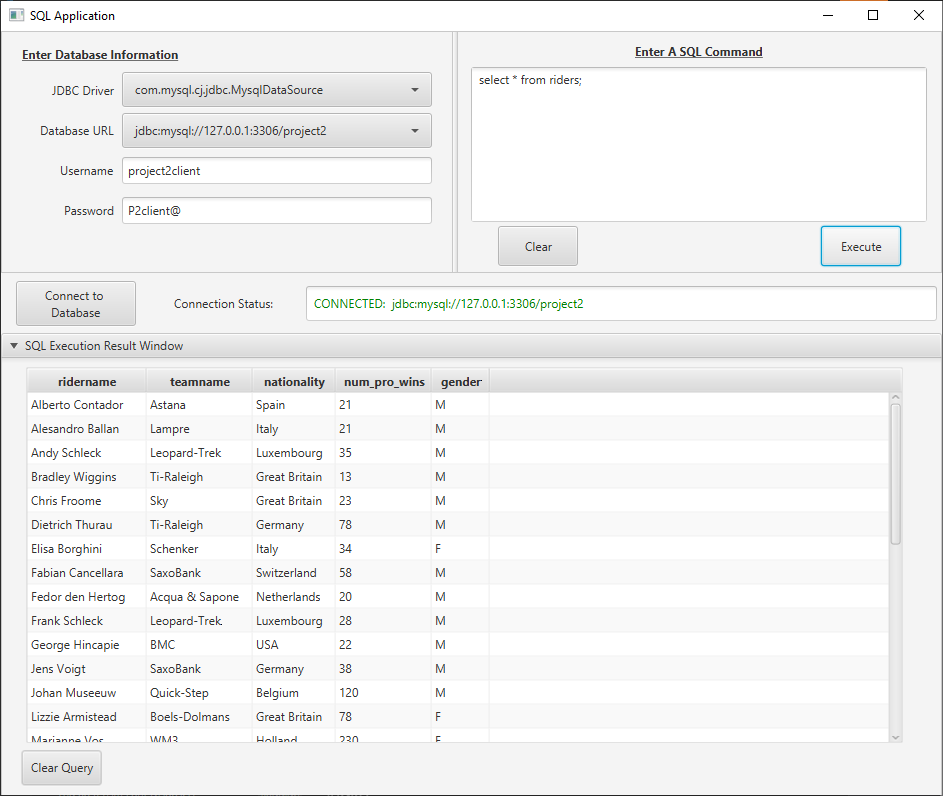 SQL Application
Enter Database Information
JDBC Driver com.mysql.cj.jdbc.MysqlDataSource
Database URL jdbc:mysql://127.0.0.1:3306/project2
Username project2client
Password P2client@
Enter A SQL Command
select * from riders;
Clear Execute
Connect to
Database
Connection Status: CONNECTED: jdbc:mysql://127.0.0.1:3306/project2
SQL Execution Result Window
ridername teamname nationality num_pro_wins gender
Alberto Contador Astana Spain 21 M
Alesandro Ballan Lampre Italy 21 M
Andy Schleck Leopard-Trek Luxembourg 35 M
Bradley Wiggins Ti-Raleigh Great Britain 13 M
Chris Froome Sky Great Britain 23 M
Dietrich Thurau Ti-Raleigh Germany 78 M
Elisa Borghini Schenker Italy 34 F
Fabian Cancellara SaxoBank Switzerland 58 M
Fedor den Hertog Acqua & Sapone Netherlands 20 M
Frank Schleck Leopard-Trek Luxembourg 28 M
George Hincapie BMC USA 22 M
Jens Voigt SaxoBank Germany 38 M
Johan Museeuw Quick-Step Belgium 120 M
Lizzie Armistead Boels-Dolmans Great Britain 78 F
Marianne Vos WM3 Holland 230 F
Clear Query